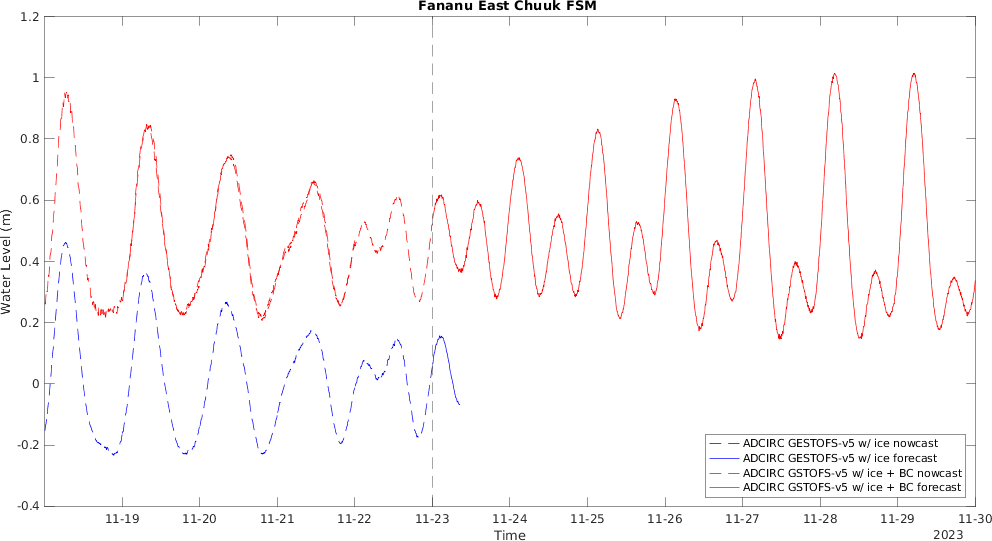 Fananu East Chuuk FSM
1.2
1
0.8
0.6
0.4
0.2
0
-0.2
-0.4
Water Level (m)
ADCIRC GESTOFS-v5 w/ ice nowcast
ADCIRC GESTOFS-v5 w/ ice forecast
ADCIRC GSTOFS-v5 w/ ice + BC nowcast
ADCIRC GSTOFS-v5 w/ ice + BC forecast
11-19 11-20 11-21 11-22 11-23 11-24 11-25 11-26 11-27 11-28 11-29 11-30
Time
2023